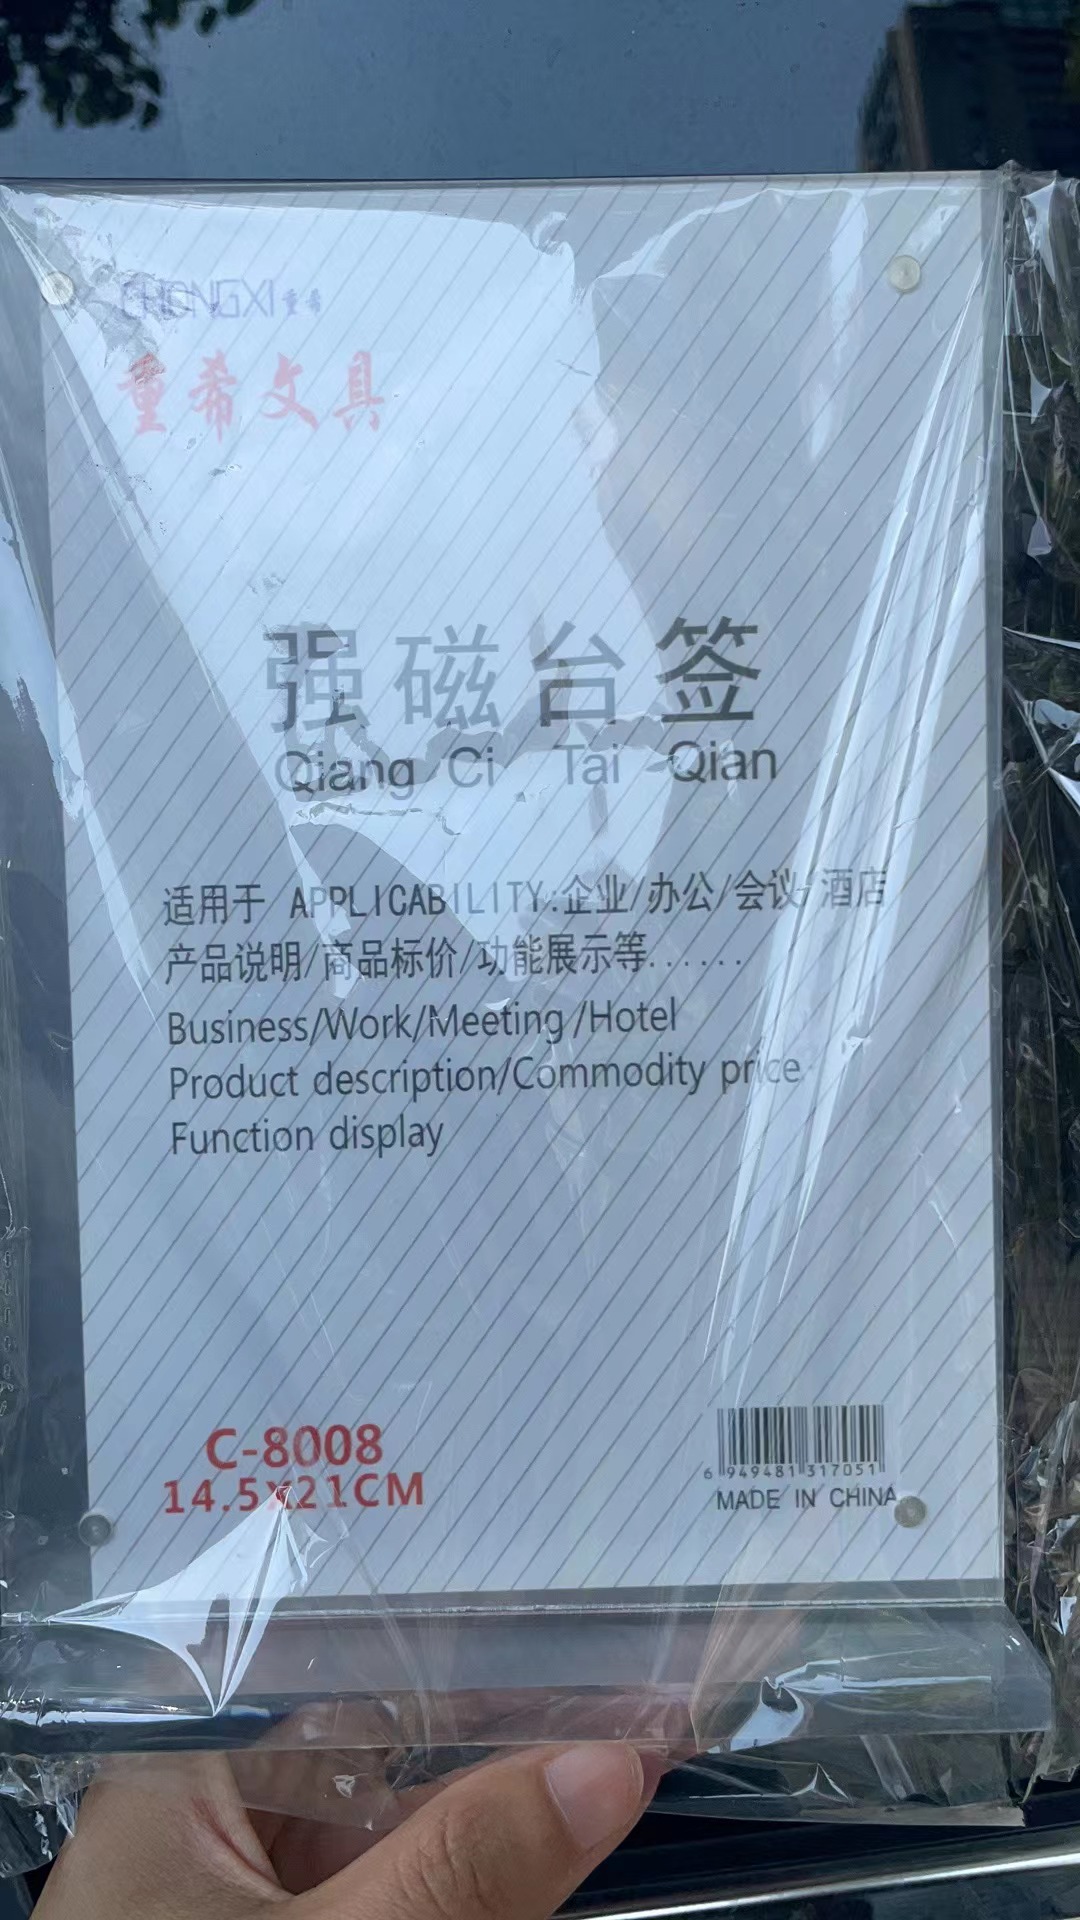 CHONGXI 重希
重希文具
强磁台签
Qiang Ci Tai Qian
适用于 APPLICABILITY:企业/办公/会议/酒店
产品说明/商品标价/功能展示等......
Business/Work/Meeting /Hotel
Product description/Commodity price
Function display
C-8008
14.5X21CM
6 949481 317051
MADE IN CHINA